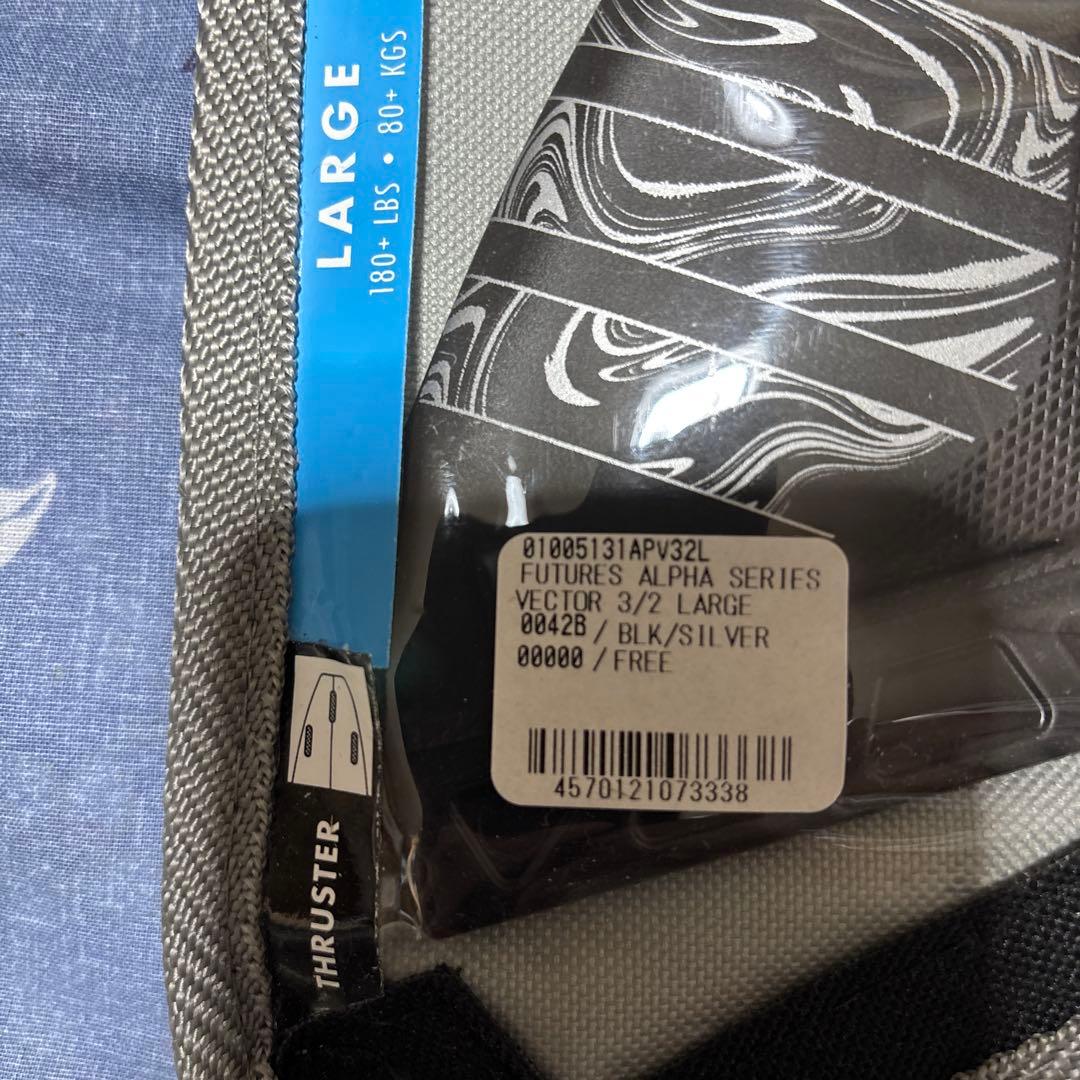 LARGE
180+ LBS • 80+ KGS
01005131APV32L
FUTURES ALPHA SERIES
VECTOR 3/2 LARGE
0042B / BLK/SILVER
00000 / FREE
4570121073338
THRUSTER